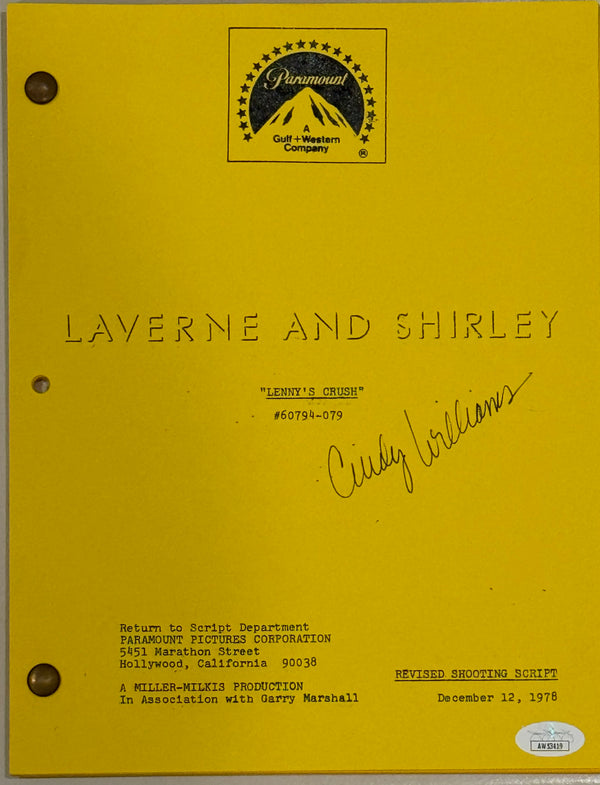 Paramount
A
Gulf + Western
Company
®
LAVERNE AND SHIRLEY
"LENNY'S CRUSH"
#60794-079
Cindy Williams
Return to Script Department
PARAMOUNT PICTURES CORPORATION
5451 Marathon Street
Hollywood, California 90038
A MILLER-MILKIS PRODUCTION
In Association with Garry Marshall
REVISED SHOOTING SCRIPT
December 12, 1978